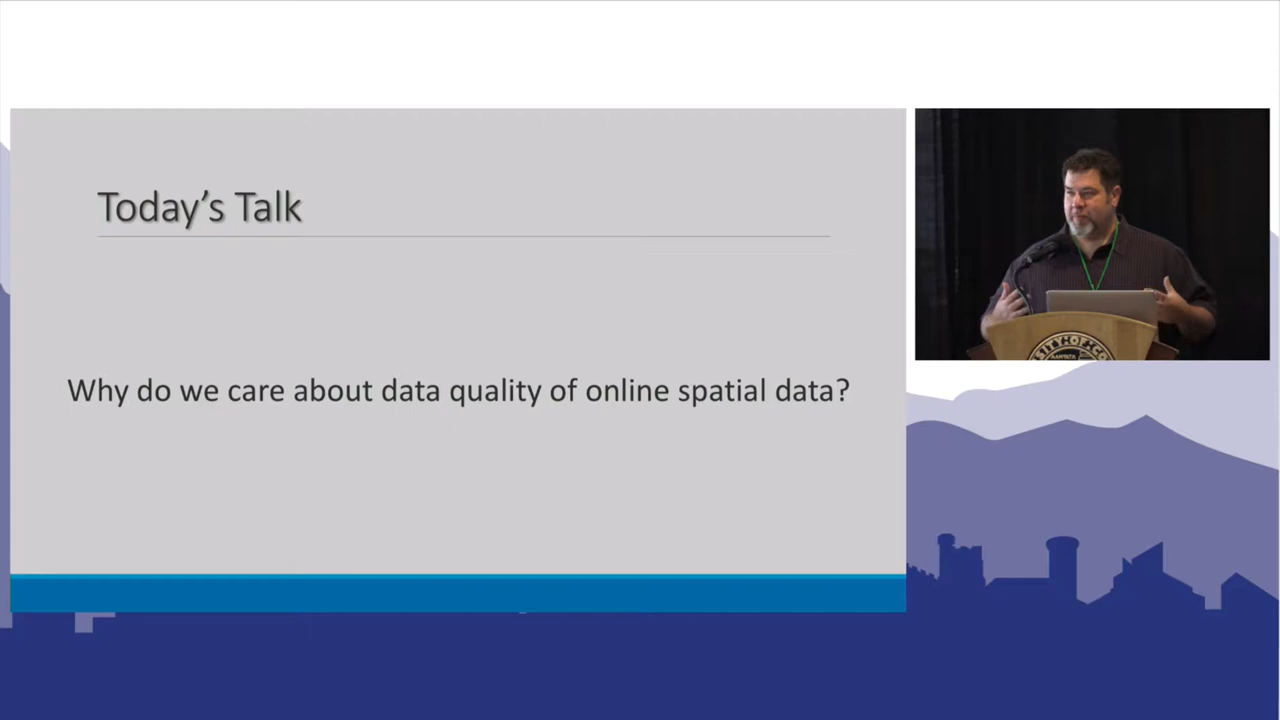 Today's Talk
Why do we care about data quality of online spatial data?